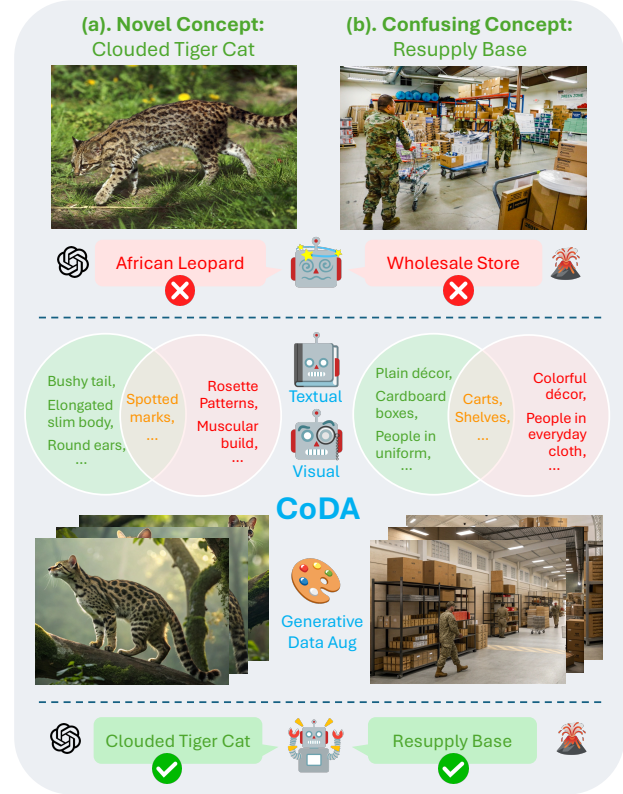 (a). Novel Concept:
Clouded Tiger Cat
(b). Confusing Concept:
Resupply Base
African Leopard
Wholesale Store
Bushy tail,
Elongated
slim body,
Round ears,
...
Spotted
marks,
...
Rosette
Patterns,
Muscular
build,
...
Textual
Visual
Plain décor,
Cardboard
boxes,
People in
uniform,
...
Carts,
Shelves,
...
Colorful
décor,
People in
everyday
cloth,
...
CoDA
Generative
Data Aug
Clouded Tiger Cat
Resupply Base